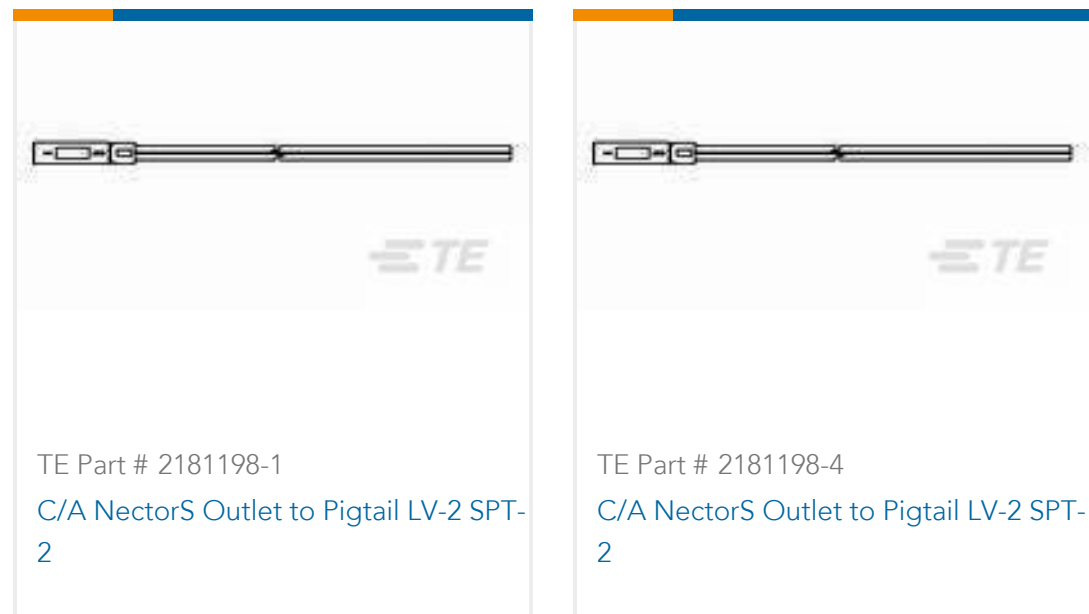 TE
TE
TE Part # 2181198-1
C/A NectorS Outlet to Pigtail LV-2 SPT-
2
TE Part # 2181198-4
C/A NectorS Outlet to Pigtail LV-2 SPT-
2